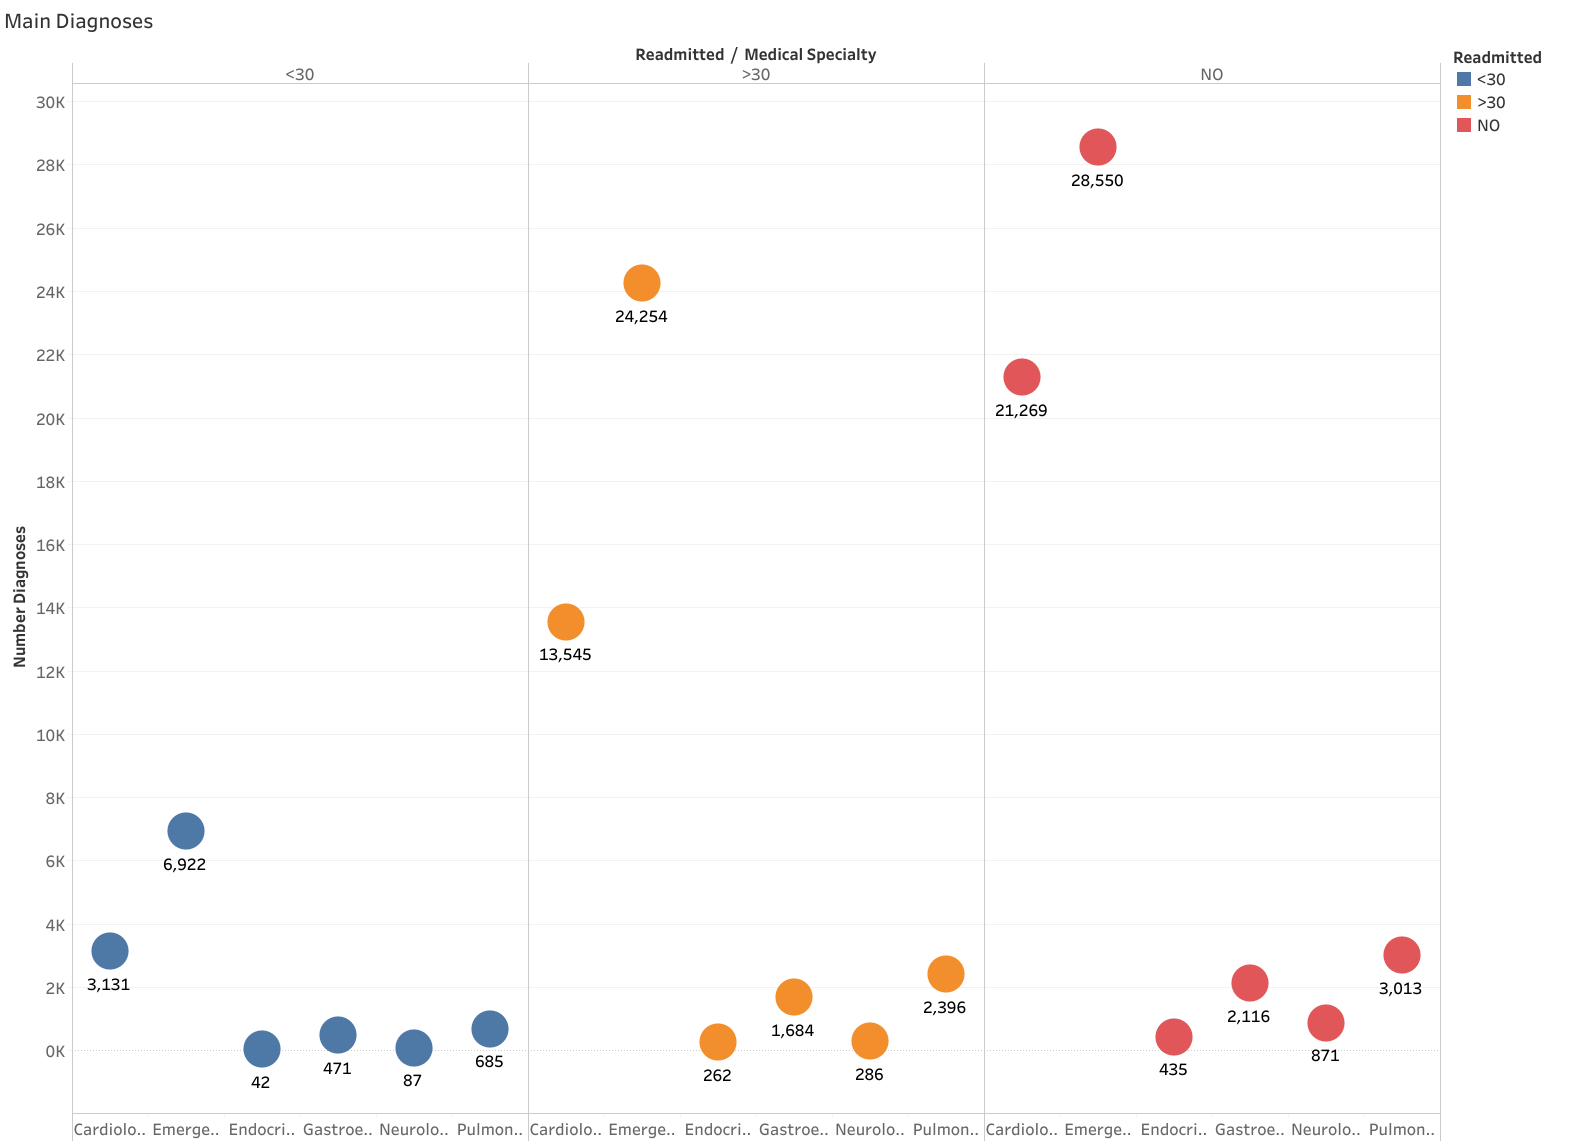 Main Diagnoses
Readmitted / Medical Specialty
<30 >30 NO
Readmitted
<30
>30
NO
Number Diagnoses
30K
28K
26K
24K
22K
20K
18K
16K
14K
12K
10K
8K
6K
4K
2K
0K
3,131
6,922
42
471
87
685
13,545
24,254
262
1,684
286
2,396
21,269
28,550
435
2,116
871
3,013
Cardiolo.. Emerge.. Endocri.. Gastroe.. Neurolo.. Pulmon.. Cardiolo.. Emerge.. Endocri.. Gastroe.. Neurolo.. Pulmon.. Cardiolo.. Emerge.. Endocri.. Gastroe.. Neurolo.. Pulmon..